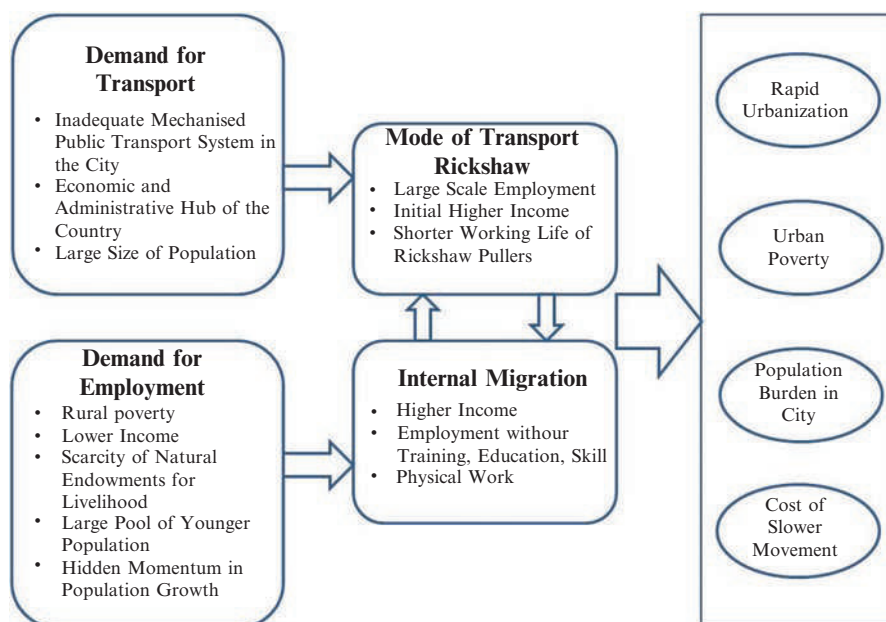 Demand for
Transport
• Inadequate Mechanised
Public Transport System in
the City
• Economic and
Administrative Hub of the
Country
• Large Size of Population
Demand for
Employment
• Rural poverty
• Lower Income
• Scarcity of Natural
Endowments for
Livelihood
• Large Pool of Younger
Population
• Hidden Momentum in
Population Growth
Mode of Transport
Rickshaw
• Large Scale Employment
• Initial Higher Income
• Shorter Working Life of
Rickshaw Pullers
Internal Migration
• Higher Income
• Employment withour
Training, Education, Skill
• Physical Work
Rapid
Urbanization
Urban
Poverty
Population
Burden in
City
Cost of
Slower
Movement